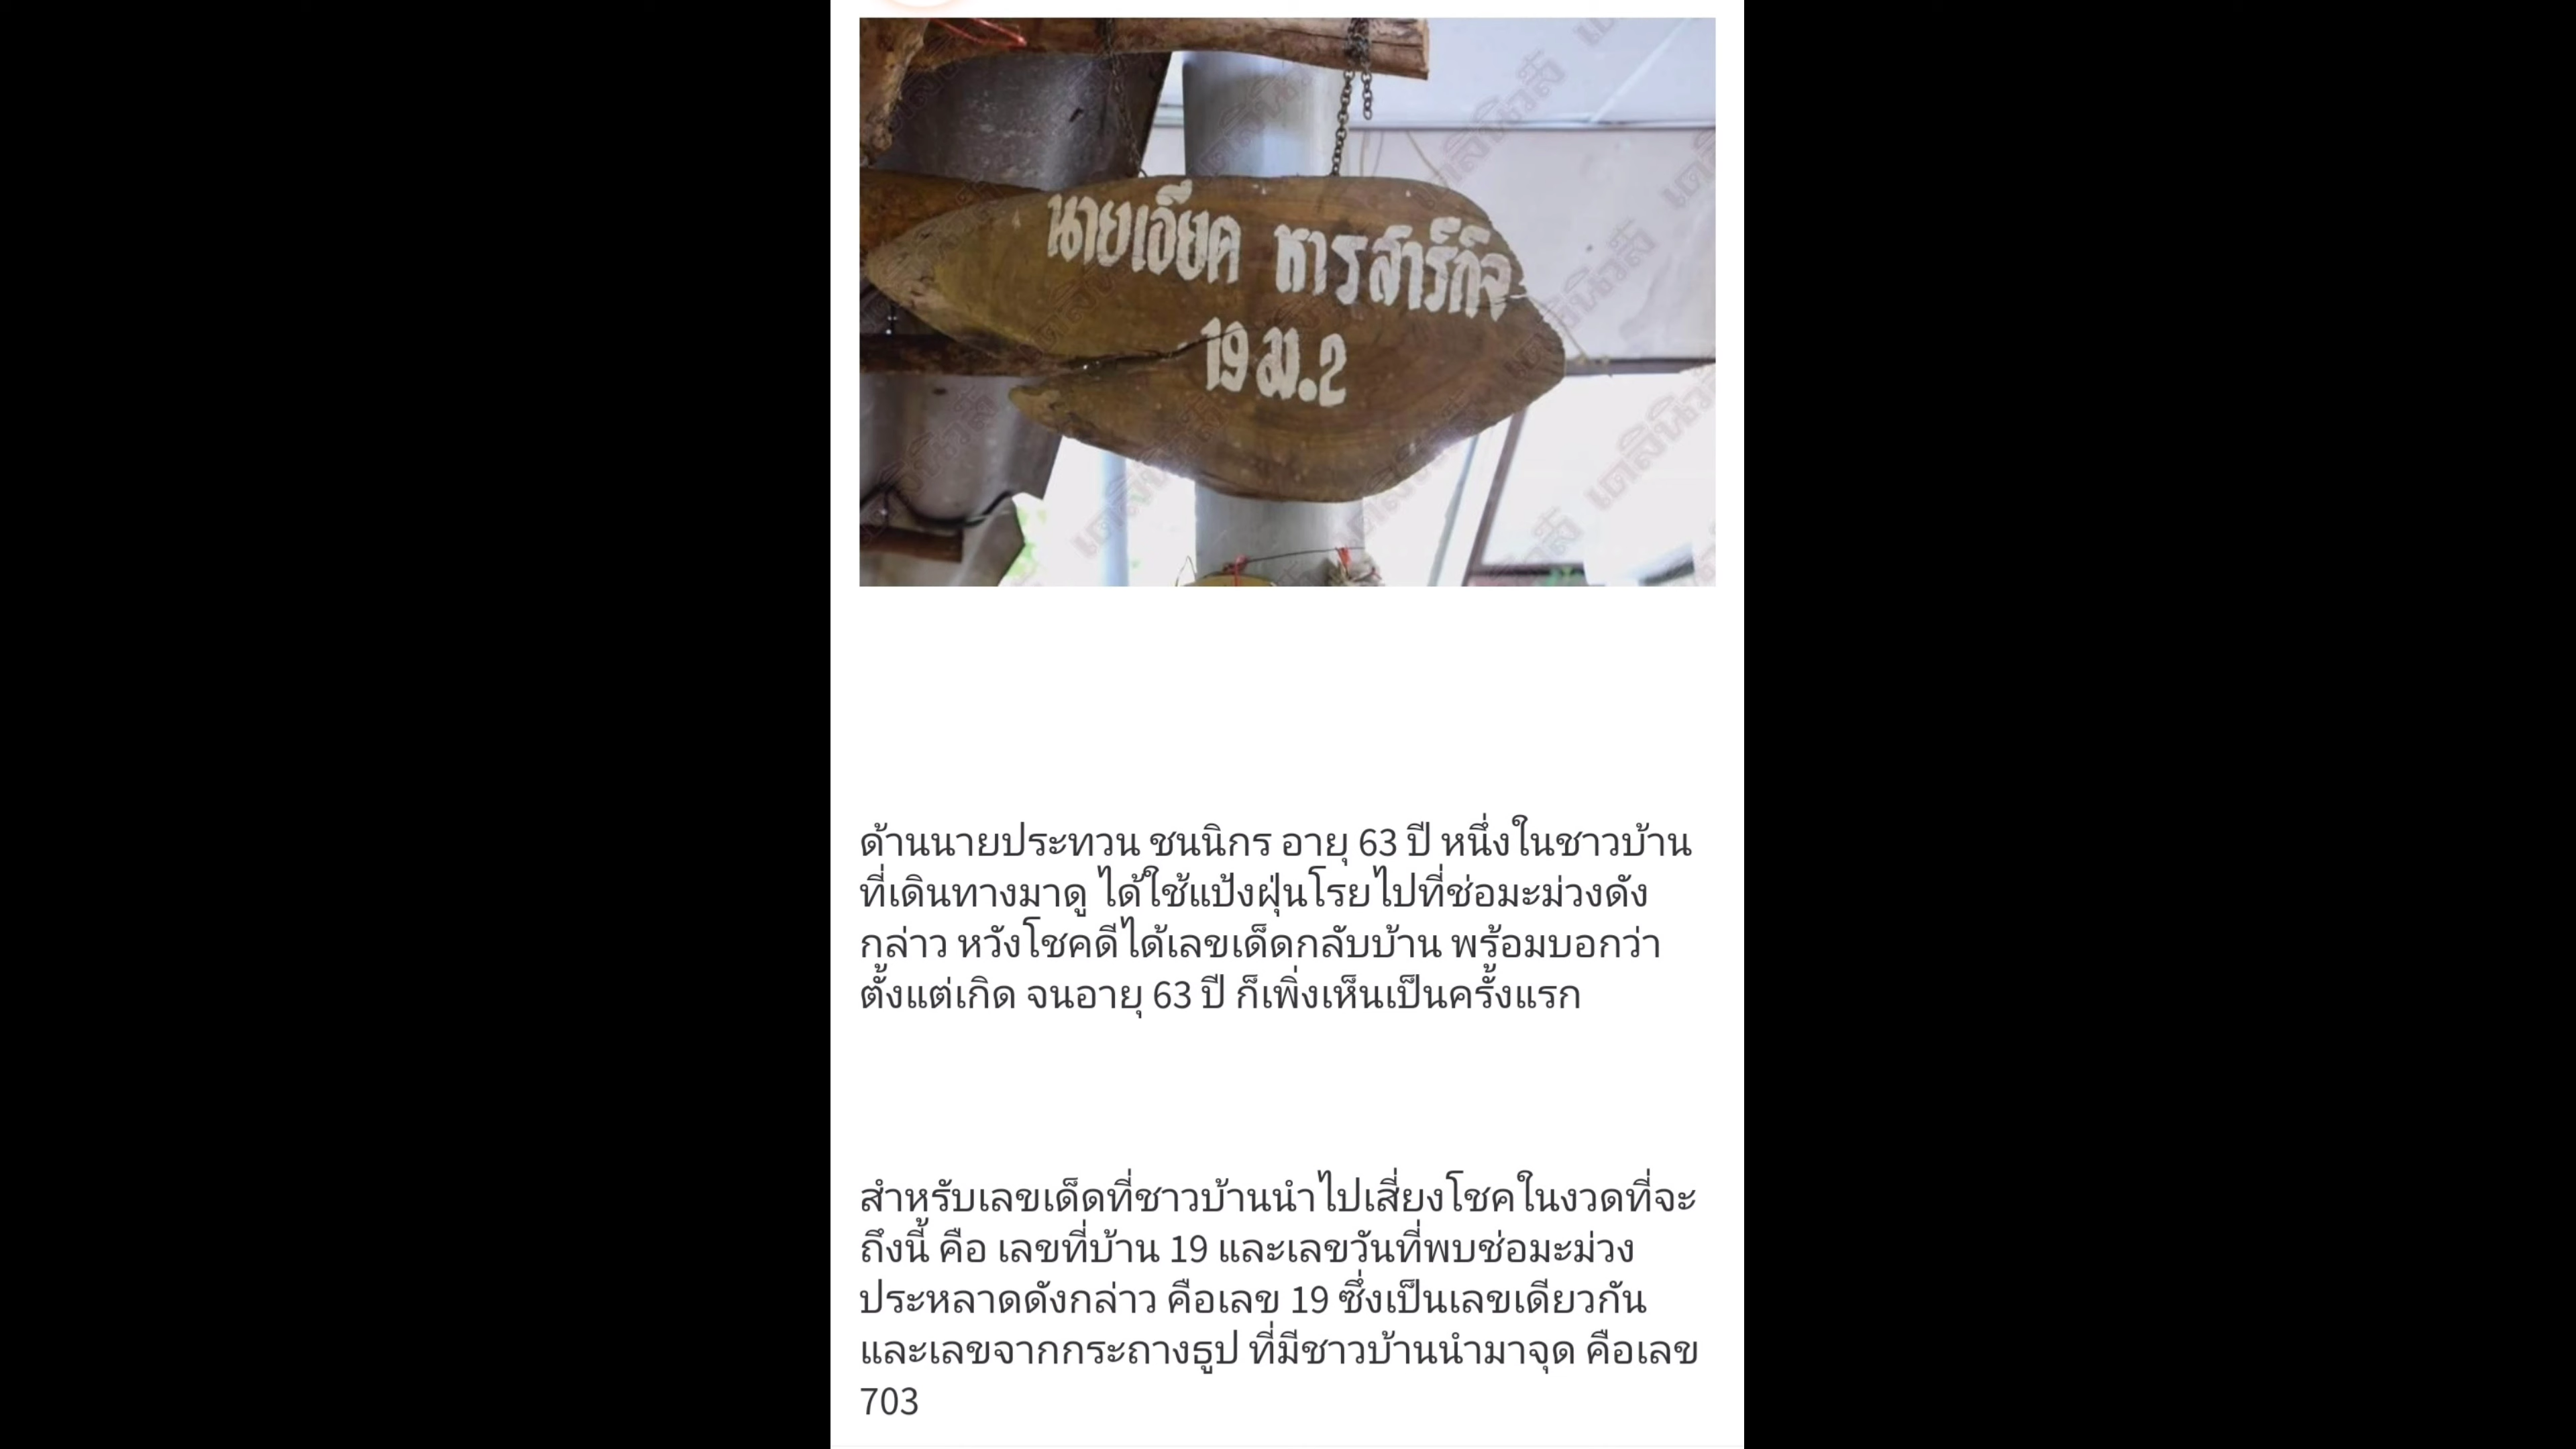 นายเอียด หารสาร์กิจ
19 ม.2
ด้านนายประทวน ชนนิกร อายุ 63 ปี หนึ่งในชาวบ้าน
ที่เดินทางมาดู ได้ใช้แป้งฝุ่นโรยไปที่ช่อมะม่วงดัง
กล่าว หวังโชคดีได้เลขเด็ดกลับบ้าน พร้อมบอกว่า
ตั้งแต่เกิด จนอายุ 63 ปี ก็เพิ่งเห็นเป็นครั้งแรก
สำหรับเลขเด็ดที่ชาวบ้านนำไปเสี่ยงโชคในงวดที่จะ
ถึงนี้ คือ เลขที่บ้าน 19 และเลขวันที่พบช่อมะม่วง
ประหลาดดังกล่าว คือเลข 19 ซึ่งเป็นเลขเดียวกัน
และเลขจากกระถางธูป ที่มีชาวบ้านนำมาจุด คือเลข
703